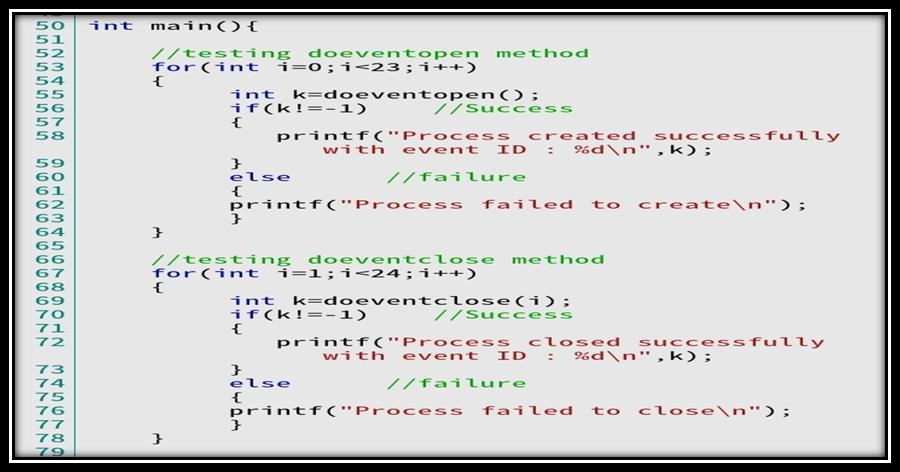 50 int main(){
51
52 //testing doeventopen method
53 for(int i=0;i<23;i++)
54 {
55 int k=doeventopen();
56 if(k!=-1) //Success
57 {
58 printf("Process created successfully
with event ID : %d\n",k);
59 }
60 else //failure
61 {
62 printf("Process failed to create\n");
63 }
64 }
65
66 //testing doeventclose method
67 for(int i=1;i<24;i++)
68 {
69 int k=doeventclose(i);
70 if(k!=-1) //Success
71 {
72 printf("Process closed successfully
with event ID : %d\n",k);
73 }
74 else //failure
75 {
76 printf("Process failed to close\n");
77 }
78 }
79